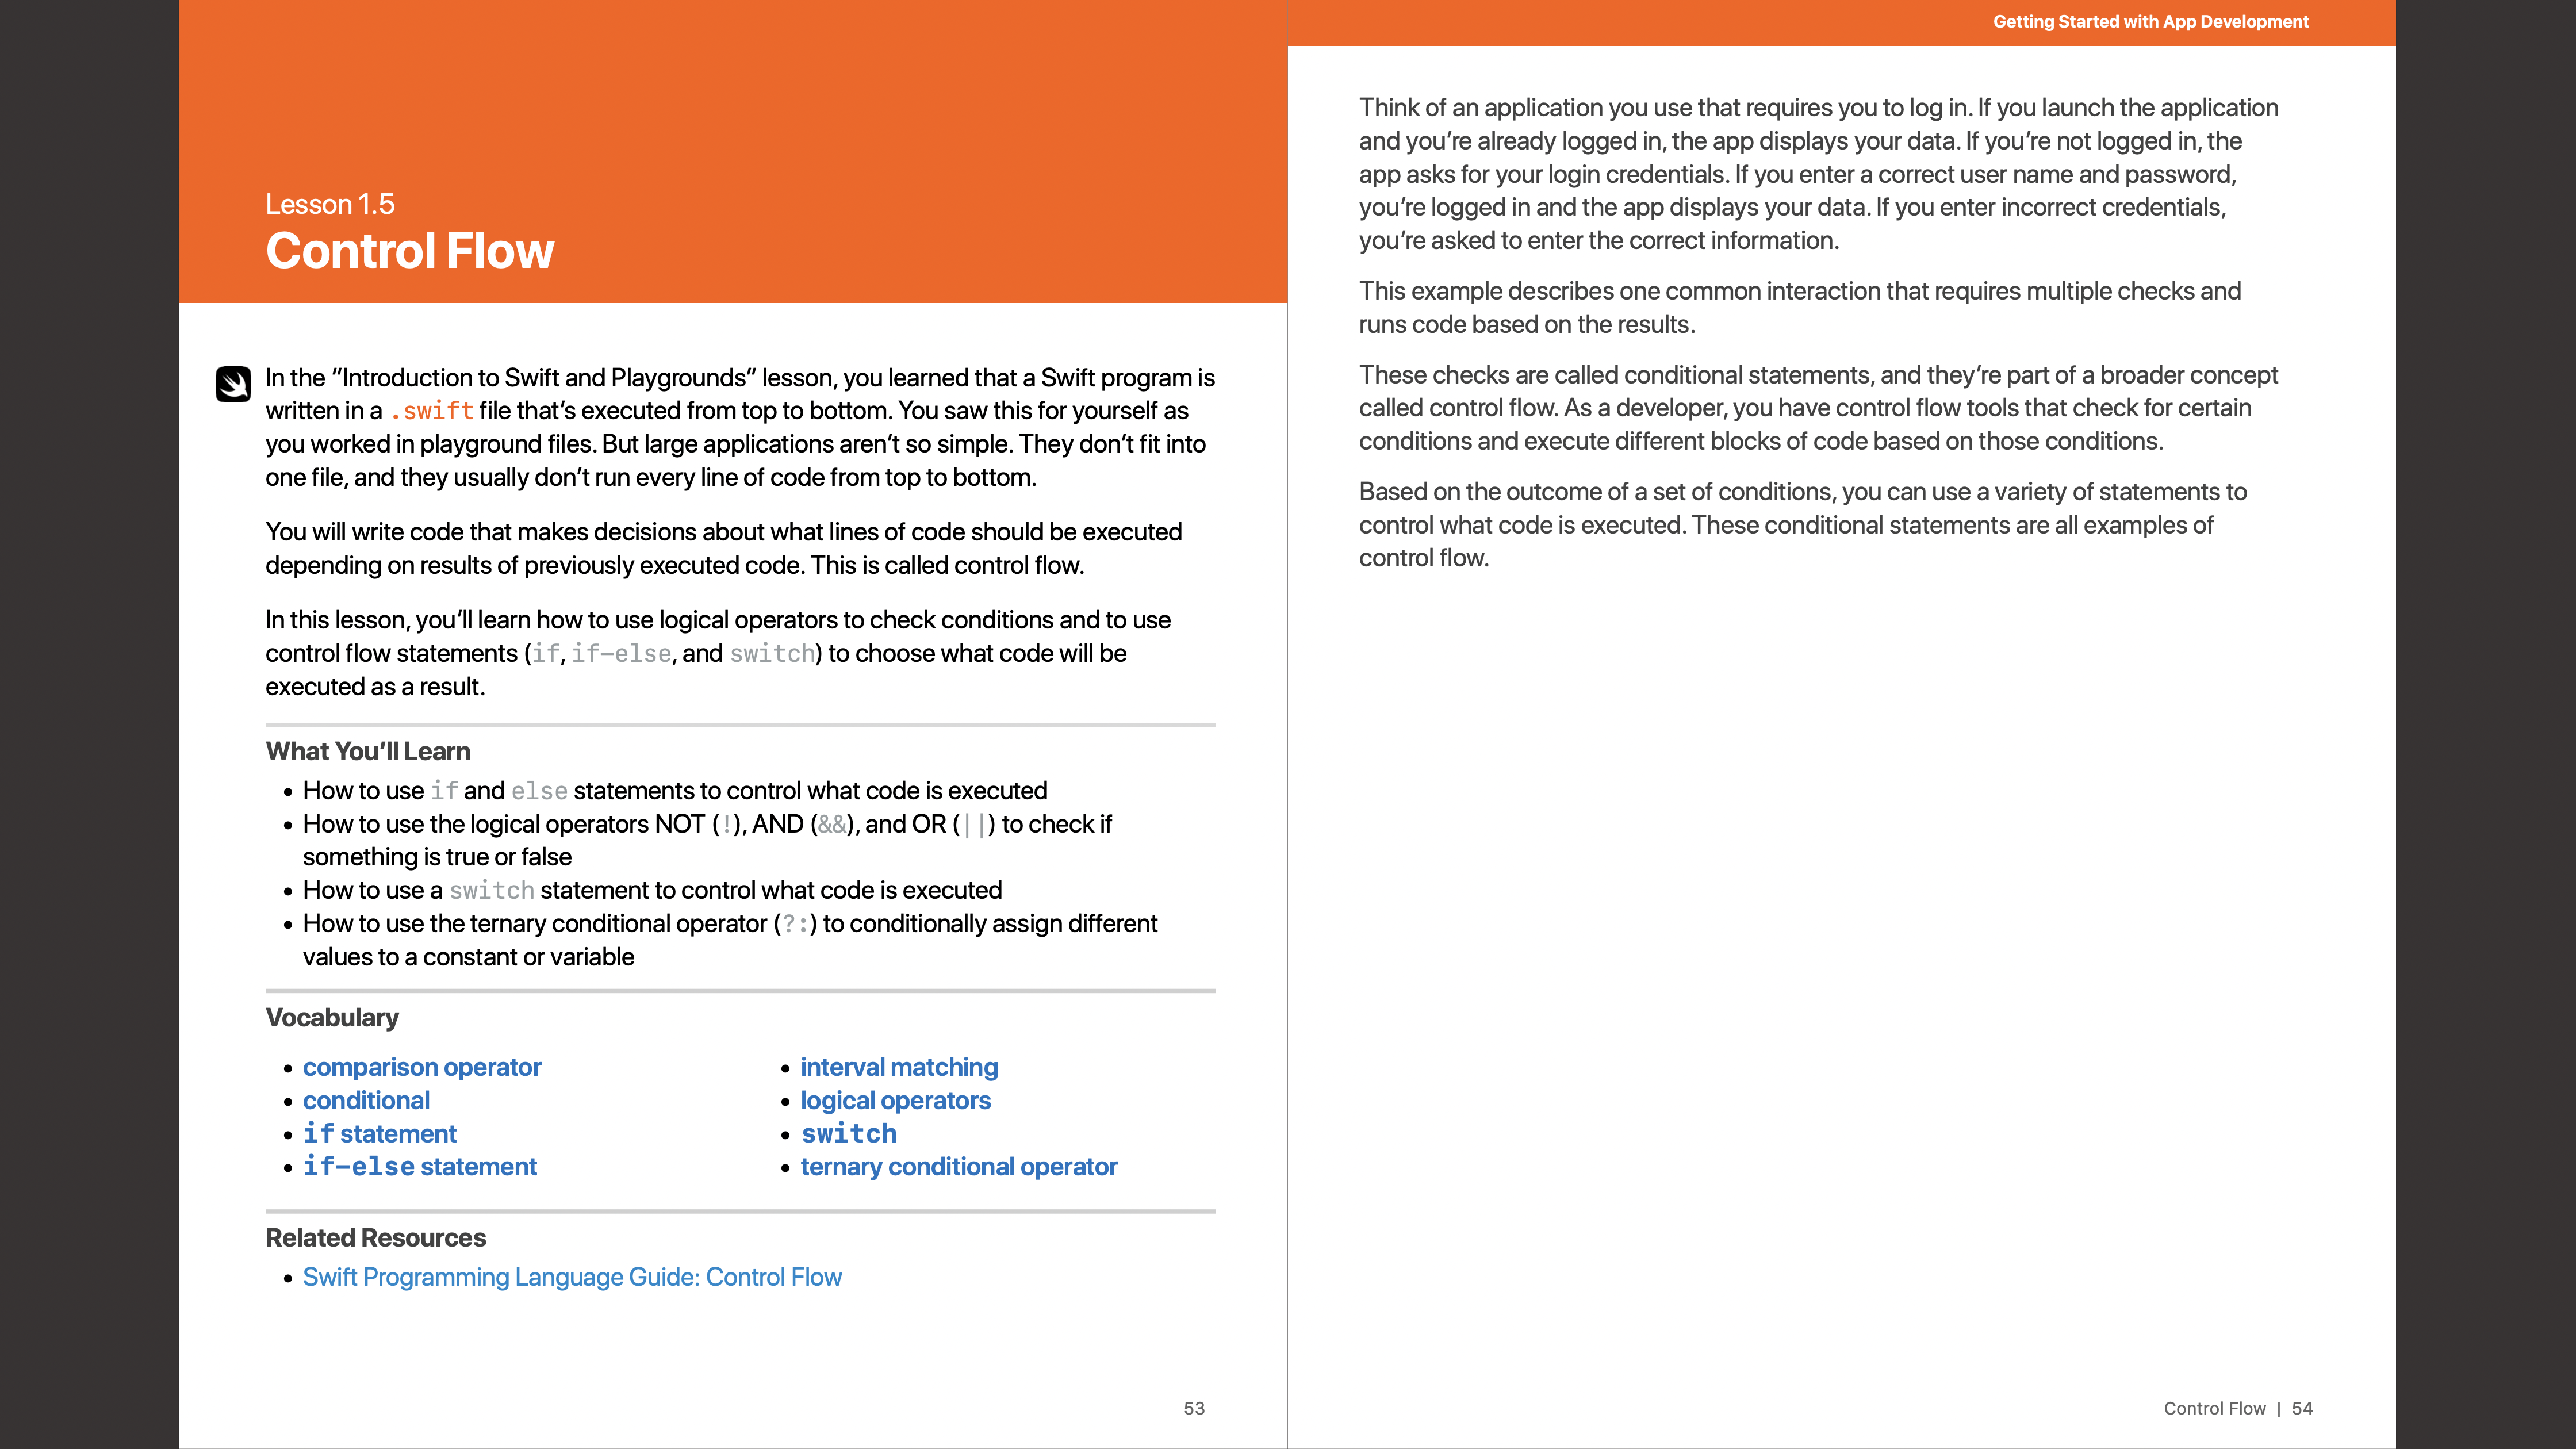 Getting Started with App Development
Lesson 1.5
Control Flow
In the “Introduction to Swift and Playgrounds” lesson, you learned that a Swift program is
written in a .swift file that’s executed from top to bottom. You saw this for yourself as
you worked in playground files. But large applications aren’t so simple. They don’t fit into
one file, and they usually don’t run every line of code from top to bottom.
You will write code that makes decisions about what lines of code should be executed
depending on results of previously executed code. This is called control flow.
In this lesson, you’ll learn how to use logical operators to check conditions and to use
control flow statements (if, if-else, and switch) to choose what code will be
executed as a result.
What You’ll Learn
• How to use if and else statements to control what code is executed
• How to use the logical operators NOT (!), AND (&&), and OR (||) to check if
something is true or false
• How to use a switch statement to control what code is executed
• How to use the ternary conditional operator (?:) to conditionally assign different
values to a constant or variable
Vocabulary
• comparison operator
• conditional
• if statement
• if-else statement
• interval matching
• logical operators
• switch
• ternary conditional operator
Related Resources
• Swift Programming Language Guide: Control Flow
53
Think of an application you use that requires you to log in. If you launch the application
and you’re already logged in, the app displays your data. If you’re not logged in, the
app asks for your login credentials. If you enter a correct user name and password,
you’re logged in and the app displays your data. If you enter incorrect credentials,
you’re asked to enter the correct information.
This example describes one common interaction that requires multiple checks and
runs code based on the results.
These checks are called conditional statements, and they’re part of a broader concept
called control flow. As a developer, you have control flow tools that check for certain
conditions and execute different blocks of code based on those conditions.
Based on the outcome of a set of conditions, you can use a variety of statements to
control what code is executed. These conditional statements are all examples of
control flow.
Control Flow | 54